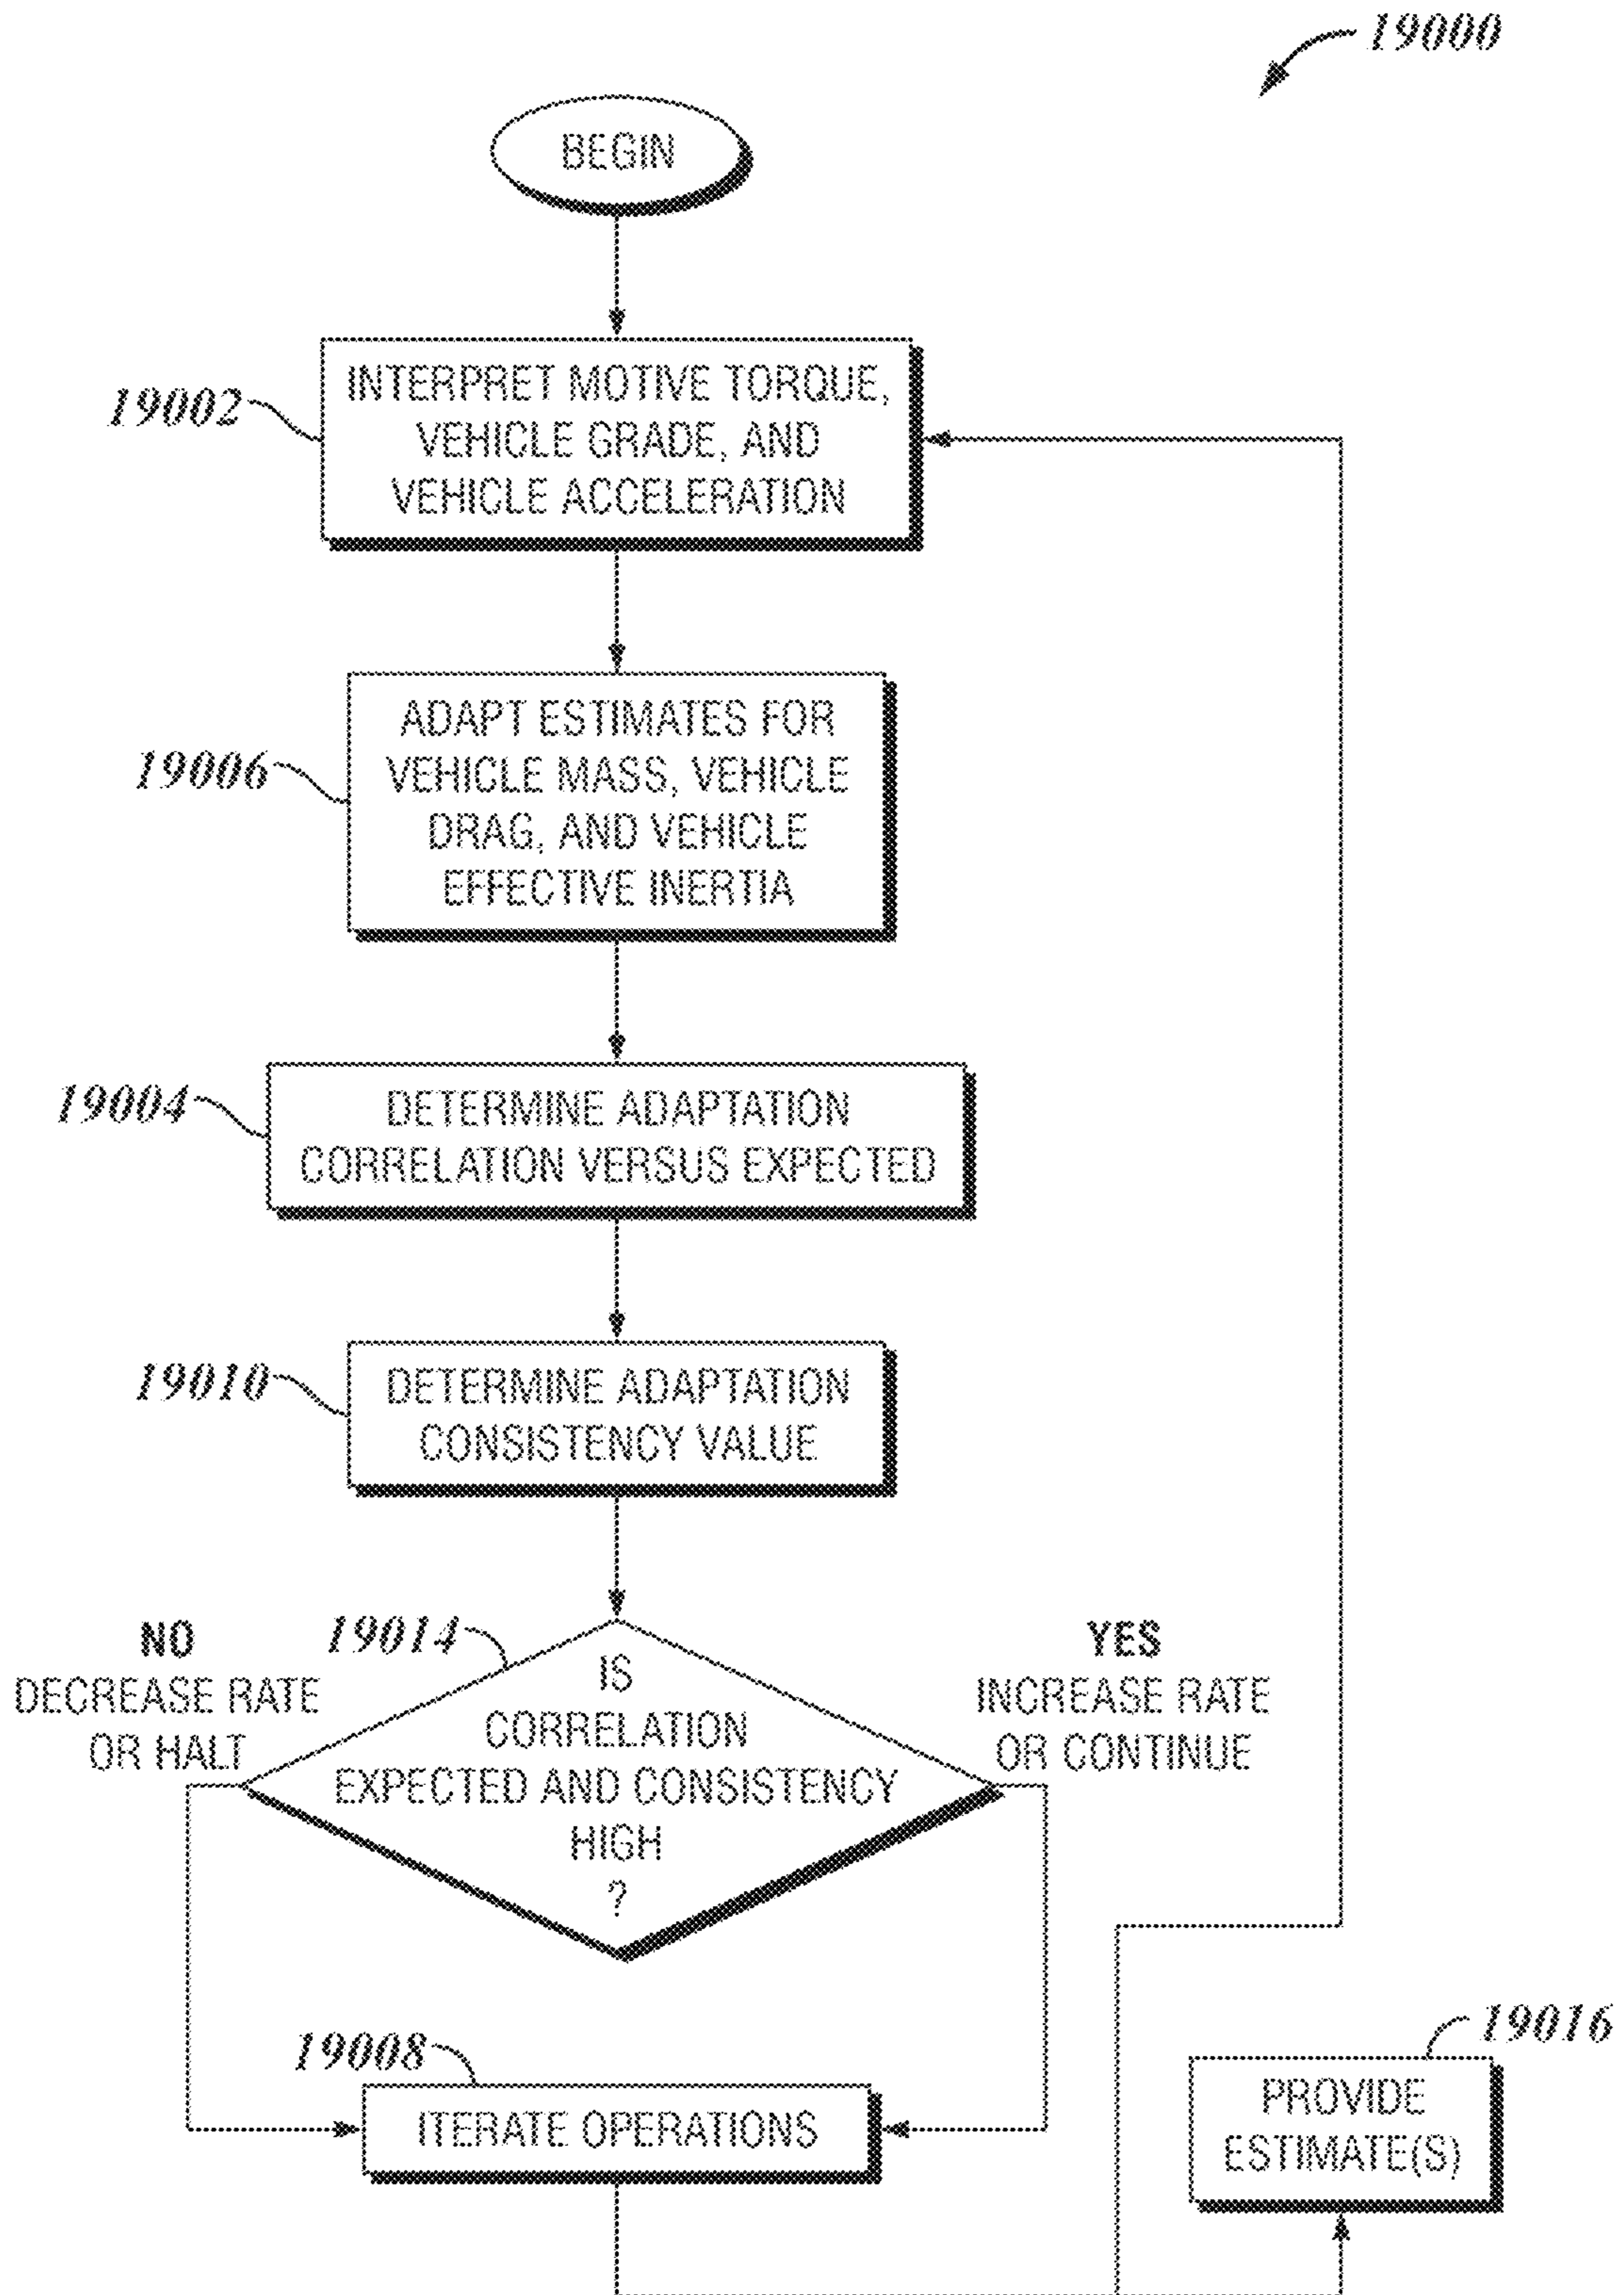 19000
BEGIN
19002
INTERPRET MOTIVE TORQUE,
VEHICLE GRADE, AND
VEHICLE ACCELERATION
19006
ADAPT ESTIMATES FOR
VEHICLE MASS, VEHICLE
DRAG, AND VEHICLE
EFFECTIVE INERTIA
19004
DETERMINE ADAPTATION
CORRELATION VERSUS EXPECTED
19010
DETERMINE ADAPTATION
CONSISTENCY VALUE
NO
DECREASE RATE
OR HALT
19014
IS
CORRELATION
EXPECTED AND CONSISTENCY
HIGH
?
YES
INCREASE RATE
OR CONTINUE
19008
ITERATE OPERATIONS
19016
PROVIDE
ESTIMATE(S)